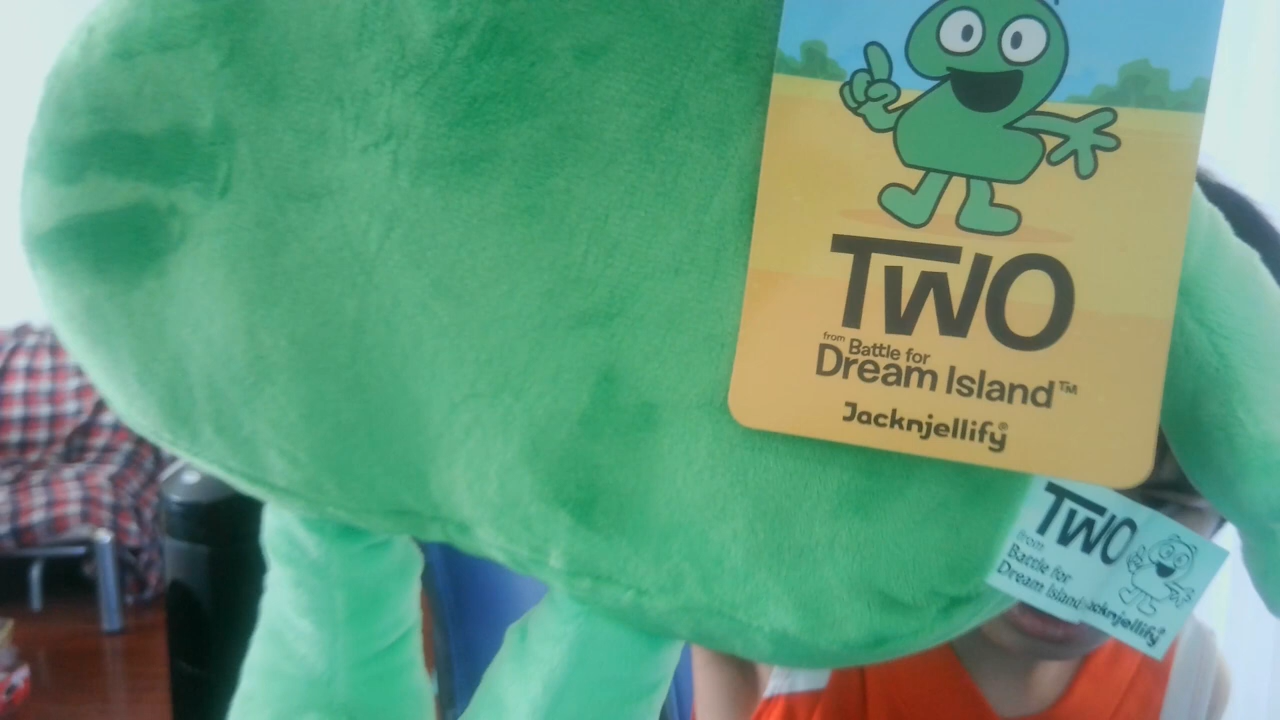 TWO
from Battle for
Dream Island™
Jacknjellify®
TWO
from
Battle for
Dream Island
Jacknjellify®